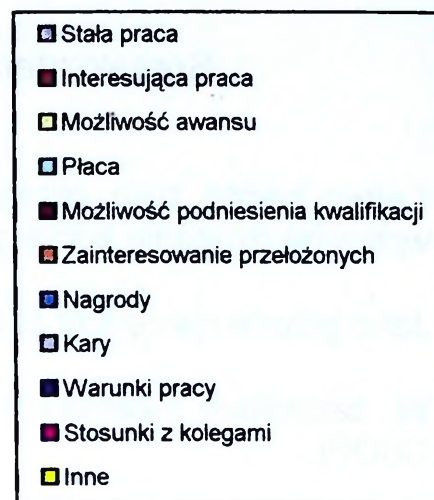 Stała praca
Interesująca praca
Możliwość awansu
Płaca
Możliwość podniesienia kwalifikacji
Zainteresowanie przełożonych
Nagrody
Kary
Warunki pracy
Stosunki z kolegami
Inne